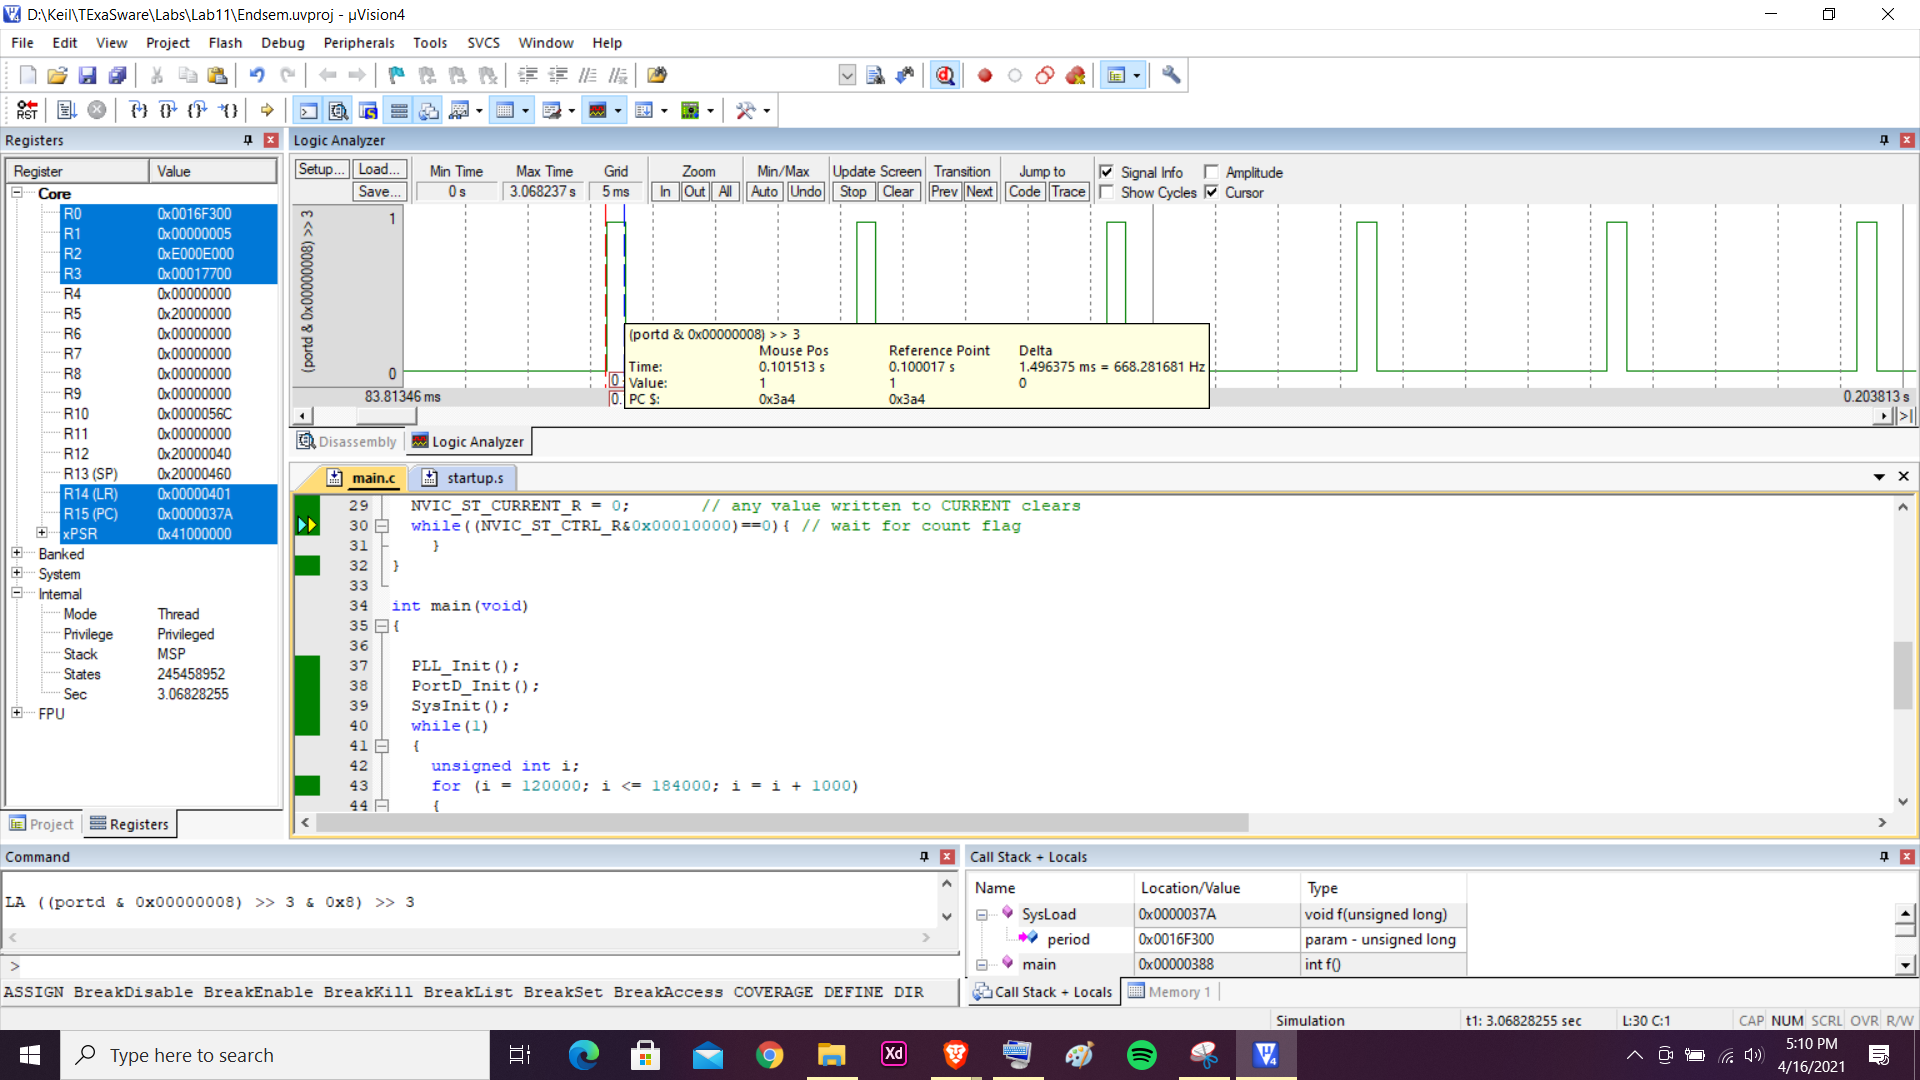 D:\Keil\TExaSware\Labs\Lab11\Endsem.uvproj - µVision4
File Edit View Project Flash Debug Peripherals Tools SVCS Window Help
RST
Registers
Register Value
Core
R0 0x0016F300
R1 0x00000005
R2 0xE000E000
R3 0x00017700
R4 0x00000000
R5 0x20000000
R6 0x00000000
R7 0x00000000
R8 0x00000000
R9 0x00000000
R10 0x0000056C
R11 0x00000000
R12 0x20000040
R13 (SP) 0x20000460
R14 (LR) 0x00000401
R15 (PC) 0x0000037A
xPSR 0x41000000
Banked
System
Internal
Mode Thread
Privilege Privileged
Stack MSP
States 245458952
Sec 3.06828255
FPU
Project Registers
Logic Analyzer
Setup... Load... Min Time Max Time Grid Zoom Min/Max Update Screen Transition Jump to Signal Info Amplitude
Save... 0 s 3.068237 s 5 ms In Out All Auto Undo Stop Clear Prev Next Code Trace Show Cycles Cursor
(portd & 0x00000008) >> 3
1
0
(portd & 0x00000008) >> 3
Mouse Pos Reference Point Delta
Time: 0.101513 s 0.100017 s 1.496375 ms = 668.281681 Hz
Value: 1 1 0
PC $: 0x3a4 0x3a4
83.81346 ms 0.203813 s
Disassembly Logic Analyzer
main.c startup.s
29 NVIC_ST_CURRENT_R = 0; // any value written to CURRENT clears
30 while((NVIC_ST_CTRL_R&0x00010000)==0){ // wait for count flag
31 }
32 }
33
34 int main(void)
35 {
36
37 PLL_Init();
38 PortD_Init();
39 SysInit();
40 while(1)
41 {
42 unsigned int i;
43 for (i = 120000; i <= 184000; i = i + 1000)
44 {
Command
LA ((portd & 0x00000008) >> 3 & 0x8) >> 3
>
ASSIGN BreakDisable BreakEnable BreakKill BreakList BreakSet BreakAccess COVERAGE DEFINE DIR
Call Stack + Locals
Name Location/Value Type
SysLoad 0x0000037A void f(unsigned long)
period 0x0016F300 param - unsigned long
main 0x00000388 int f()
Call Stack + Locals Memory 1
Simulation t1: 3.06828255 sec L:30 C:1 CAP NUM SCRL OVR R/W
Type here to search
Xd
5:10 PM
4/16/2021